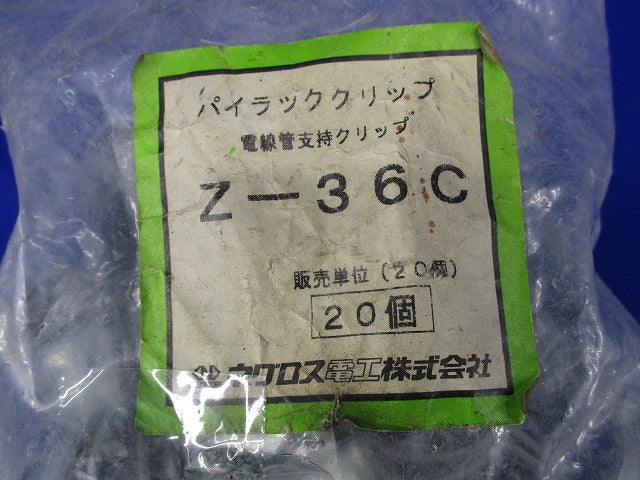 パイラッククリップ
電線管支持クリップ
Z-36C
販売単位(20個)
20個
ネグロス電工株式会社